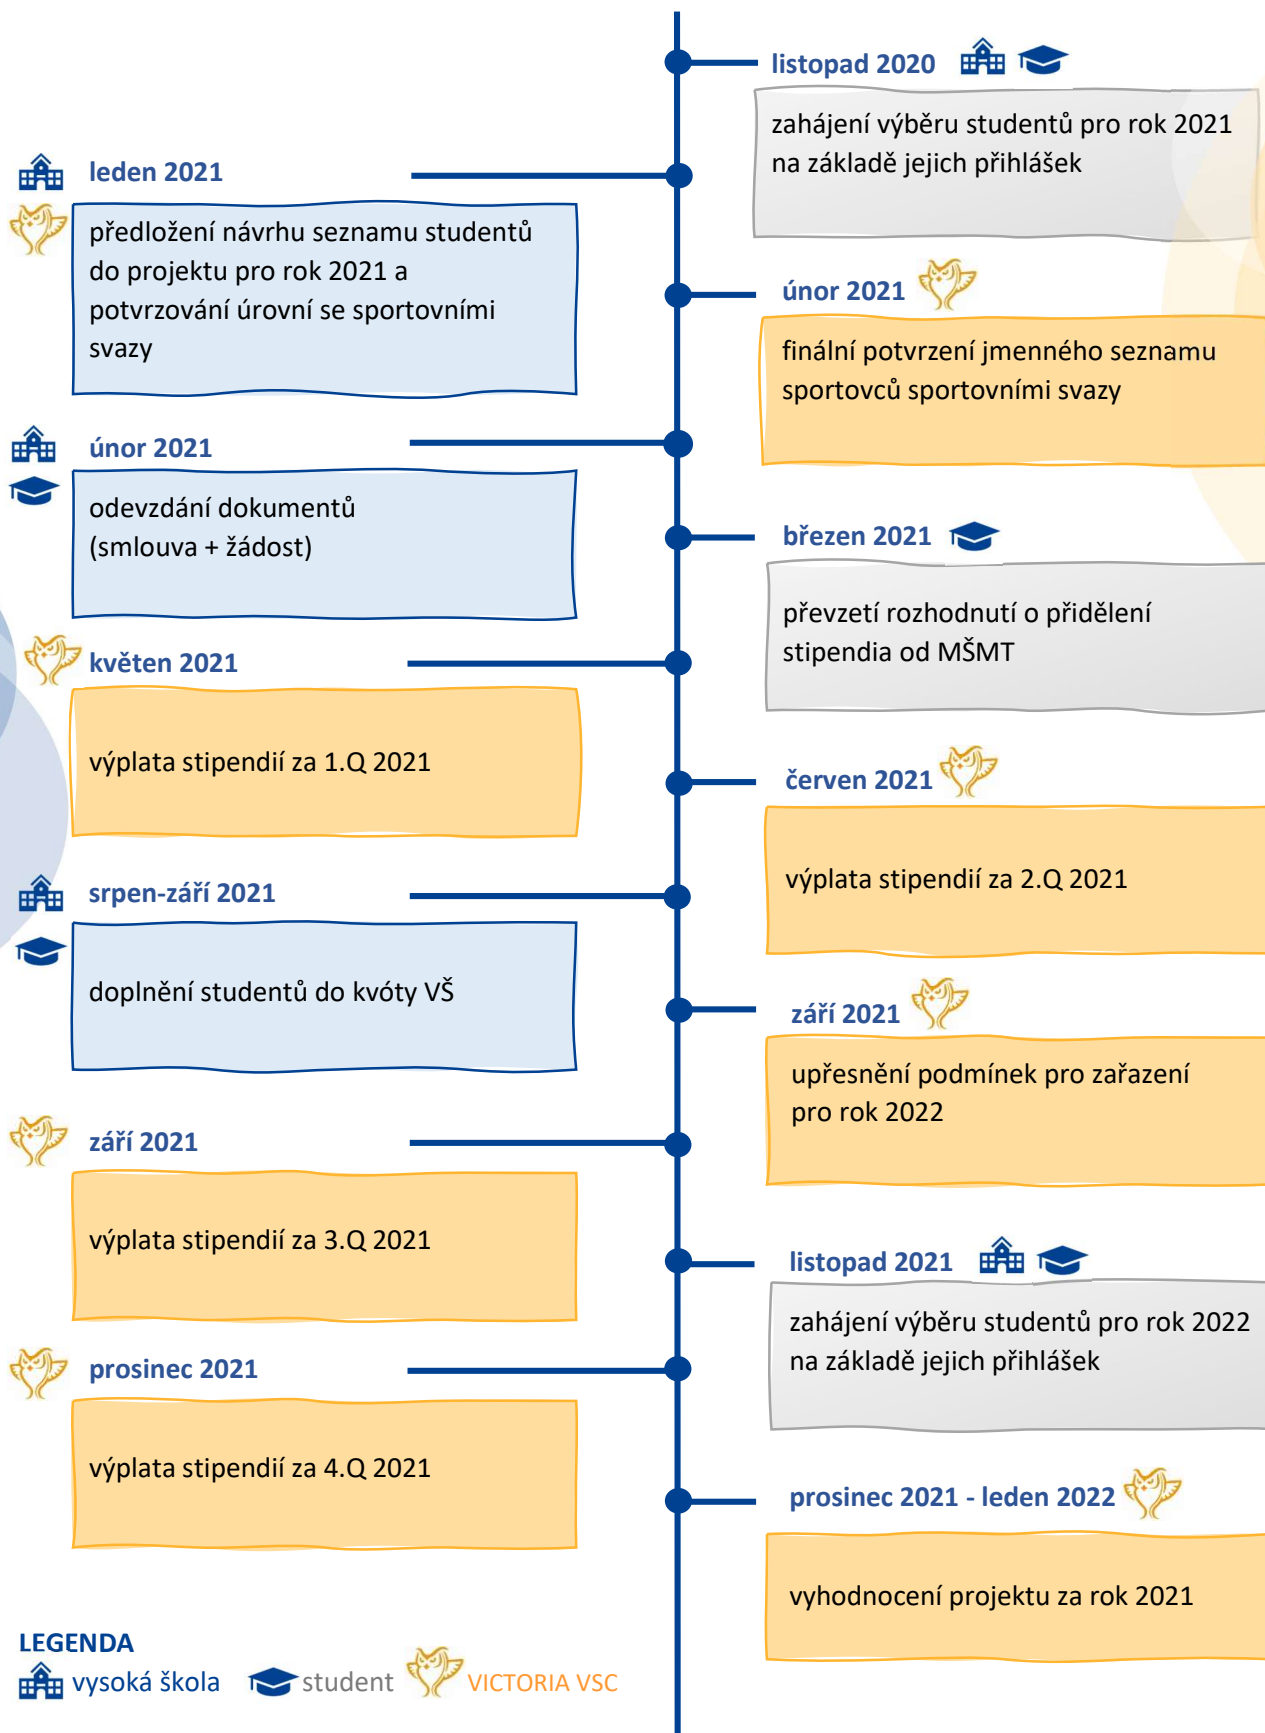 listopad 2020
zahájení výběru studentů pro rok 2021
na základě jejich přihlášek
leden 2021
předložení návrhu seznamu studentů
do projektu pro rok 2021 a
potvrzování úrovní se sportovními
svazy
únor 2021
finální potvrzení jmenného seznamu
sportovců sportovními svazy
únor 2021
odevzdání dokumentů
(smlouva + žádost)
březen 2021
převzetí rozhodnutí o přidělení
stipendia od MŠMT
květen 2021
výplata stipendií za 1.Q 2021
červen 2021
výplata stipendií za 2.Q 2021
srpen-září 2021
doplnění studentů do kvóty VŠ
září 2021
upřesnění podmínek pro zařazení
pro rok 2022
září 2021
výplata stipendií za 3.Q 2021
listopad 2021
zahájení výběru studentů pro rok 2022
na základě jejich přihlášek
prosinec 2021
výplata stipendií za 4.Q 2021
prosinec 2021 - leden 2022
vyhodnocení projektu za rok 2021
LEGENDA
vysoká škola student VICTORIA VSC